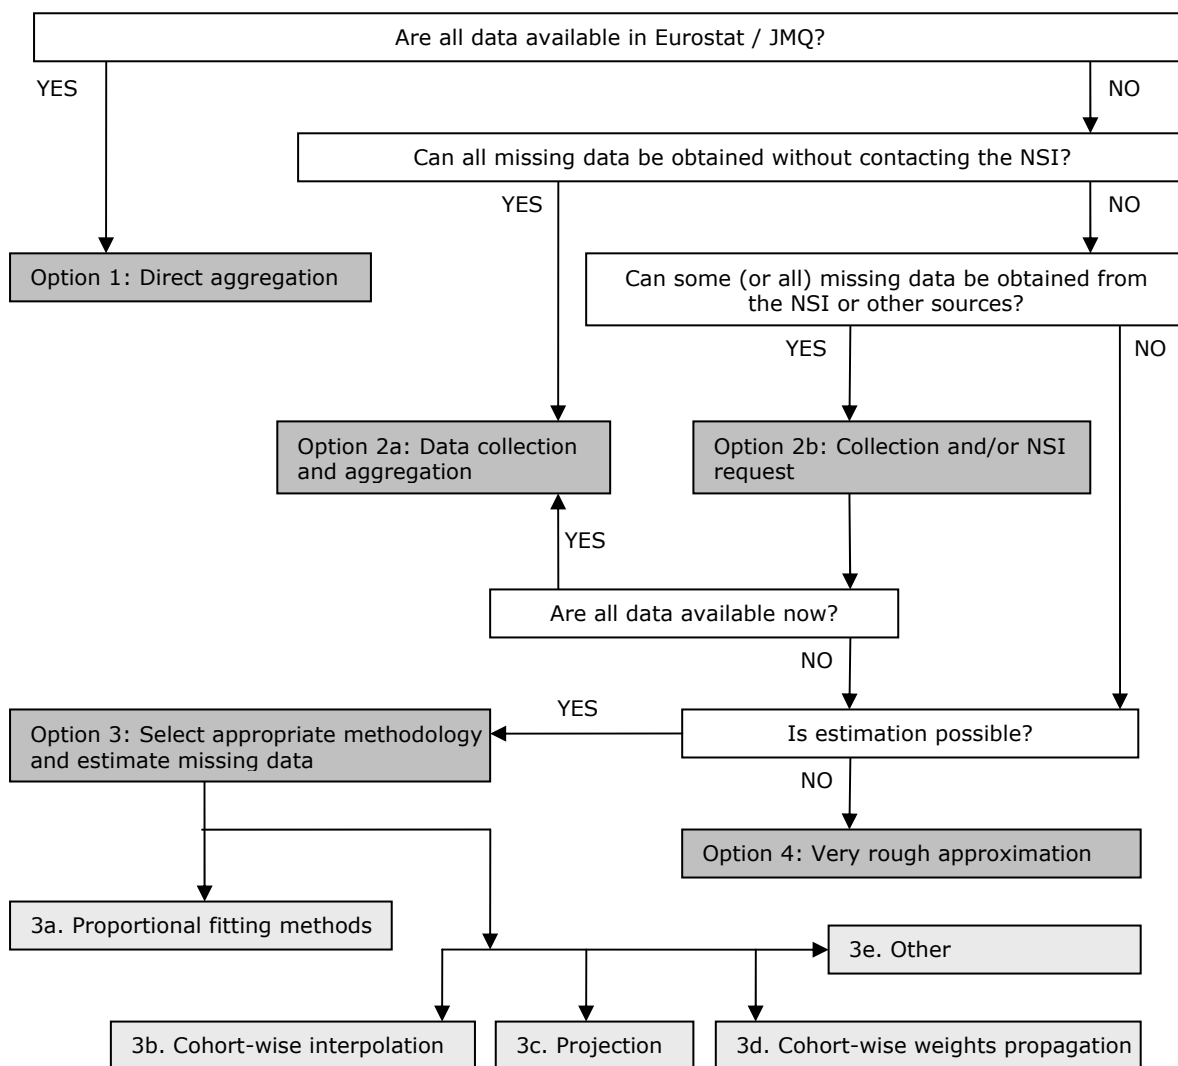 Are all data available in Eurostat / JMQ?
YES
NO
Can all missing data be obtained without contacting the NSI?
YES
NO
Option 1: Direct aggregation
Can some (or all) missing data be obtained from
the NSI or other sources?
YES
NO
Option 2a: Data collection
and aggregation
Option 2b: Collection and/or NSI
request
YES
Are all data available now?
NO
YES
Option 3: Select appropriate methodology
and estimate missing data
Is estimation possible?
NO
Option 4: Very rough approximation
3a. Proportional fitting methods
3e. Other
3b. Cohort-wise interpolation
3c. Projection
3d. Cohort-wise weights propagation